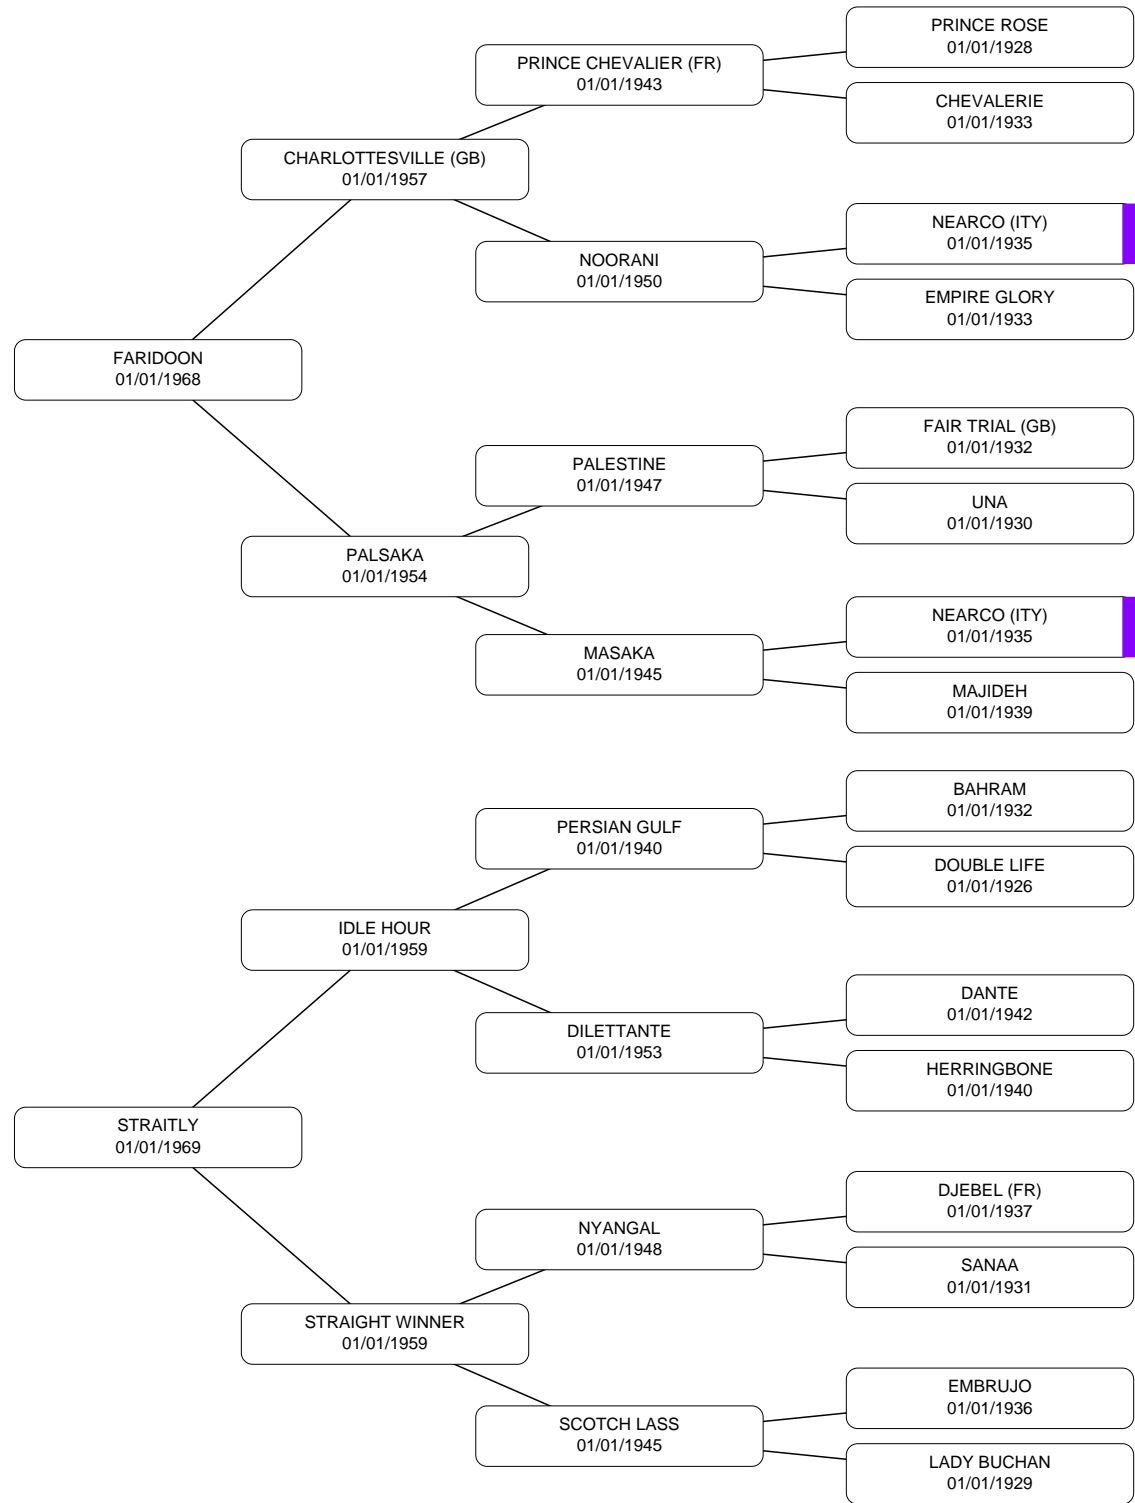 PRINCE ROSE
01/01/1928
PRINCE CHEVALIER (FR)
01/01/1943
CHEVALERIE
01/01/1933
CHARLOTTESVILLE (GB)
01/01/1957
NEARCO (ITY)
01/01/1935
NOORANI
01/01/1950
EMPIRE GLORY
01/01/1933
FARIDOON
01/01/1968
FAIR TRIAL (GB)
01/01/1932
PALESTINE
01/01/1947
UNA
01/01/1930
PALSAKA
01/01/1954
NEARCO (ITY)
01/01/1935
MASAKA
01/01/1945
MAJIDEH
01/01/1939
BAHRAM
01/01/1932
PERSIAN GULF
01/01/1940
DOUBLE LIFE
01/01/1926
IDLE HOUR
01/01/1959
DANTE
01/01/1942
DILETTANTE
01/01/1953
HERRINGBONE
01/01/1940
STRAITLY
01/01/1969
DJEBEL (FR)
01/01/1937
NYANGAL
01/01/1948
SANAA
01/01/1931
STRAIGHT WINNER
01/01/1959
EMBRUJO
01/01/1936
SCOTCH LASS
01/01/1945
LADY BUCHAN
01/01/1929